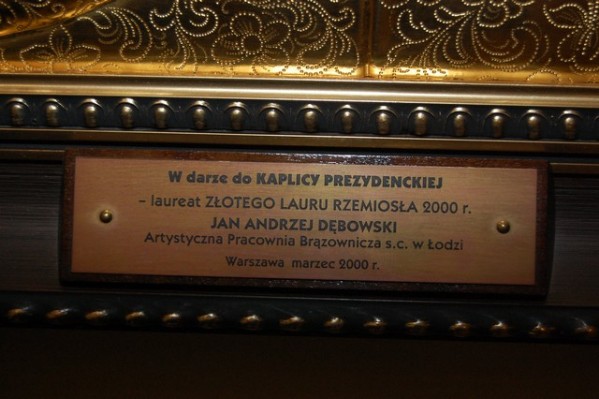 W darze do KAPLICY PREZYDENCKIEJ
– laureat ZŁOTEGO LAURU RZEMIOSŁA 2000 r.
JAN ANDRZEJ DĘBOWSKI
Artystyczna Pracownia Brązownicza s.c. w Łodzi
Warszawa marzec 2000 r.